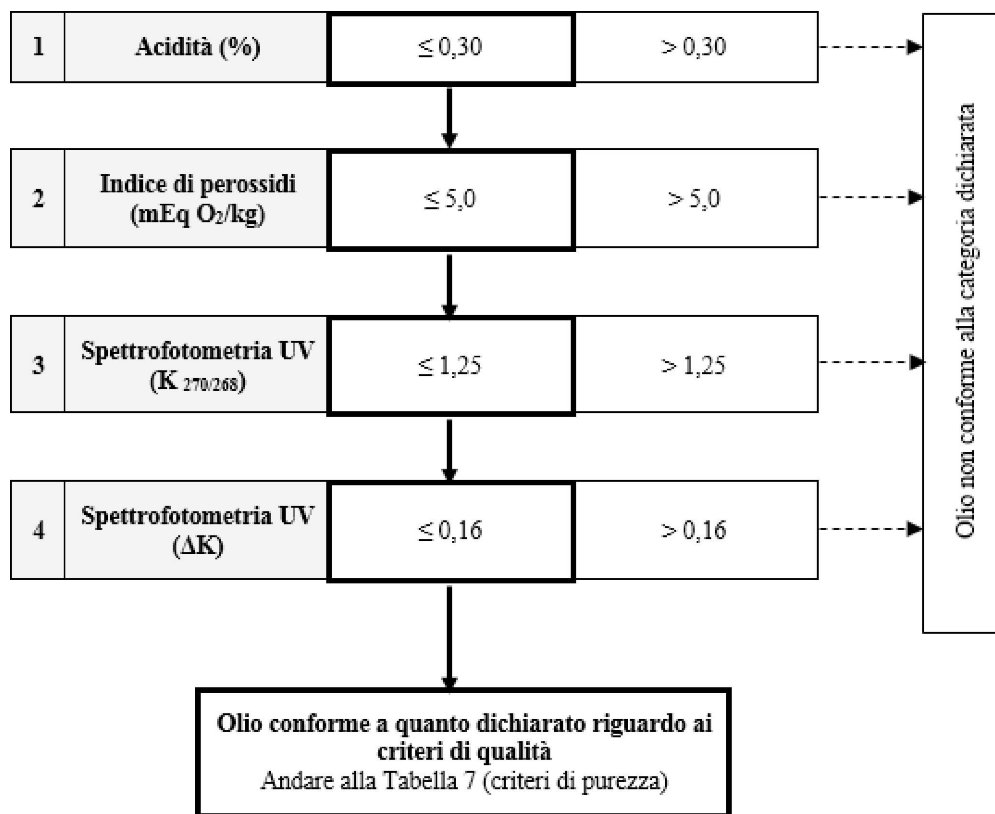 1 Acidità (%) ≤ 0,30 > 0,30
2 Indice di perossidi
(mEq O₂/kg) ≤ 5,0 > 5,0
3 Spettrofotometria UV
(K 270/268) ≤ 1,25 > 1,25
4 Spettrofotometria UV
(ΔK) ≤ 0,16 > 0,16
Olio non conforme alla categoria dichiarata
Olio conforme a quanto dichiarato riguardo ai
criteri di qualità
Andare alla Tabella 7 (criteri di purezza)